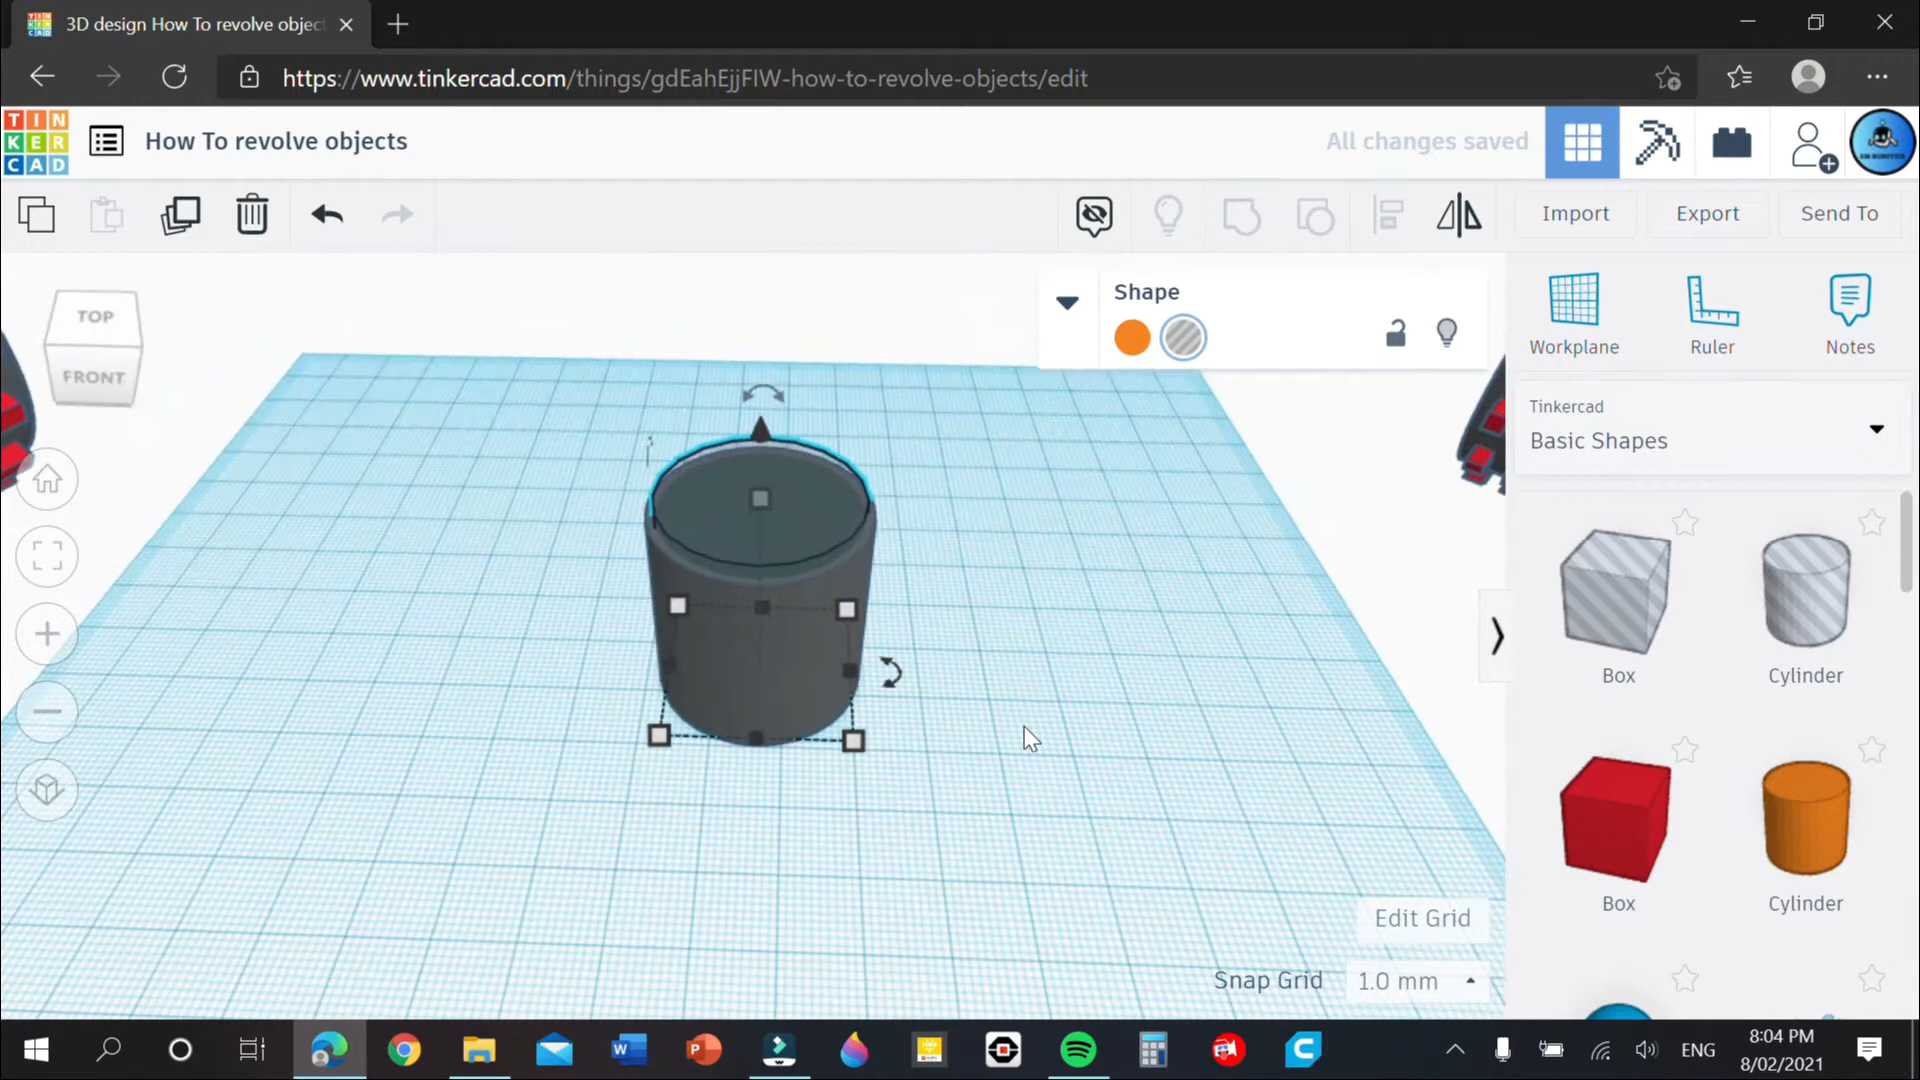 3D design How To revolve objec
https://www.tinkercad.com/things/gdEahEjjFIW-how-to-revolve-objects/edit
TIN
KER
CAD
How To revolve objects
All changes saved
Import
Export
Send To
TOP
FRONT
Shape
Workplane
Ruler
Notes
Tinkercad
Basic Shapes
Box
Cylinder
Box
Cylinder
Edit Grid
Snap Grid
1.0 mm
ENG
8:04 PM
8/02/2021